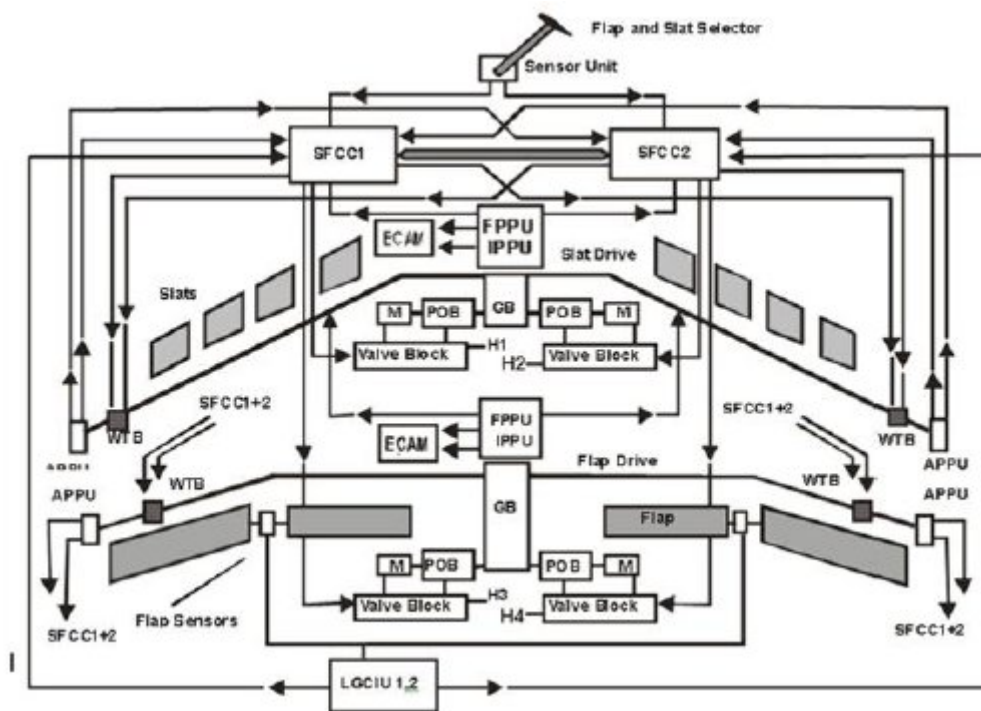 Flap and Slat Selector
Sensor Unit
SFCC1
SFCC2
FPPU
IPPU
ECAM
Slat Drive
Slats
GB
M
POB
POB
M
H1
Valve Block
H2
Valve Block
SFCC1+2
SFCC1+2
FPPU
IPPU
ECAM
WTB
WTB
APPU
Flap Drive
APPU
WTB
WTB
APPU
GB
Flap
M
POB
POB
M
H3
Valve Block
H4
Valve Block
Flap Sensors
SFCC1+2
SFCC1+2
LGCIU 1,2